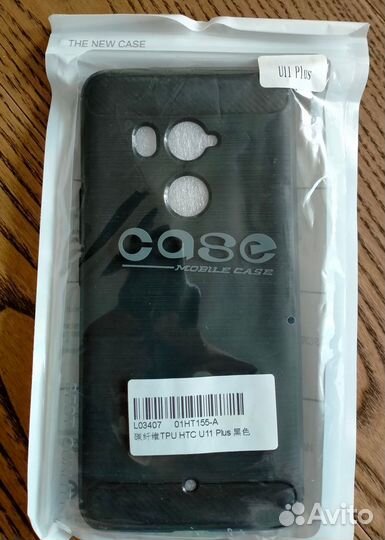 THE NEW CASE
U11 Plus
case
MOBILE CASE
L03407 01HT155-A
碳纤维TPU HTC U11 Plus 黑色
Avito